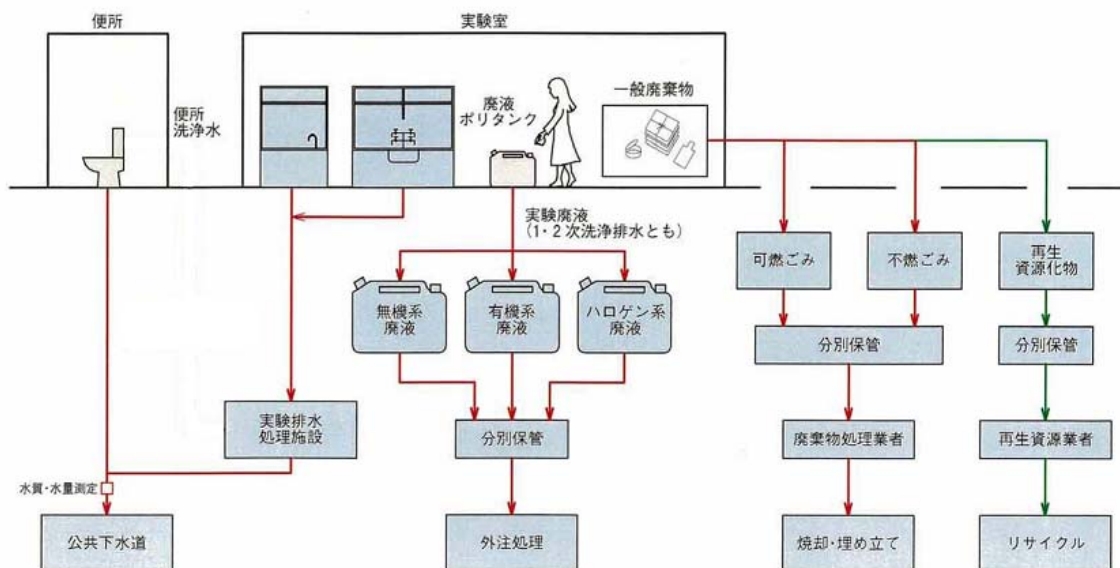 便所
実験室
便所
洗浄水
廃液
ポリタンク
一般廃棄物
実験廃液
(1・2次洗浄排水とも)
可燃ごみ
不燃ごみ
再生
資源化物
無機系
廃液
有機系
廃液
ハロゲン系
廃液
分別保管
分別保管
実験排水
処理施設
分別保管
廃棄物処理業者
再生資源業者
水質・水量測定
公共下水道
外注処理
焼却・埋め立て
リサイクル